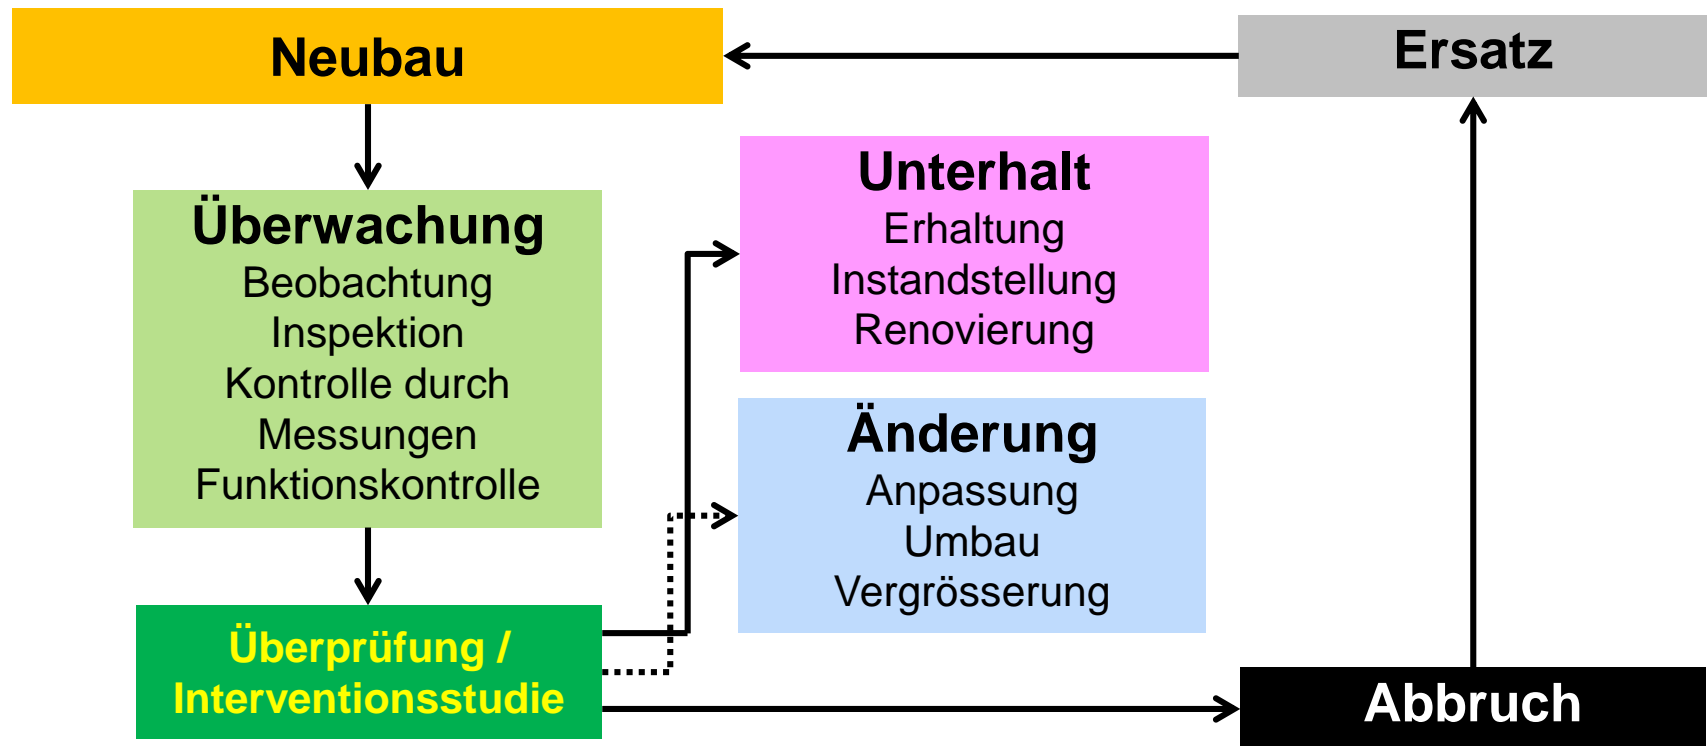 Neubau
Ersatz
Überwachung
Beobachtung
Inspektion
Kontrolle durch
Messungen
Funktionskontrolle
Unterhalt
Erhaltung
Instandstellung
Renovierung
Änderung
Anpassung
Umbau
Vergrösserung
Überprüfung /
Interventionsstudie
Abbruch